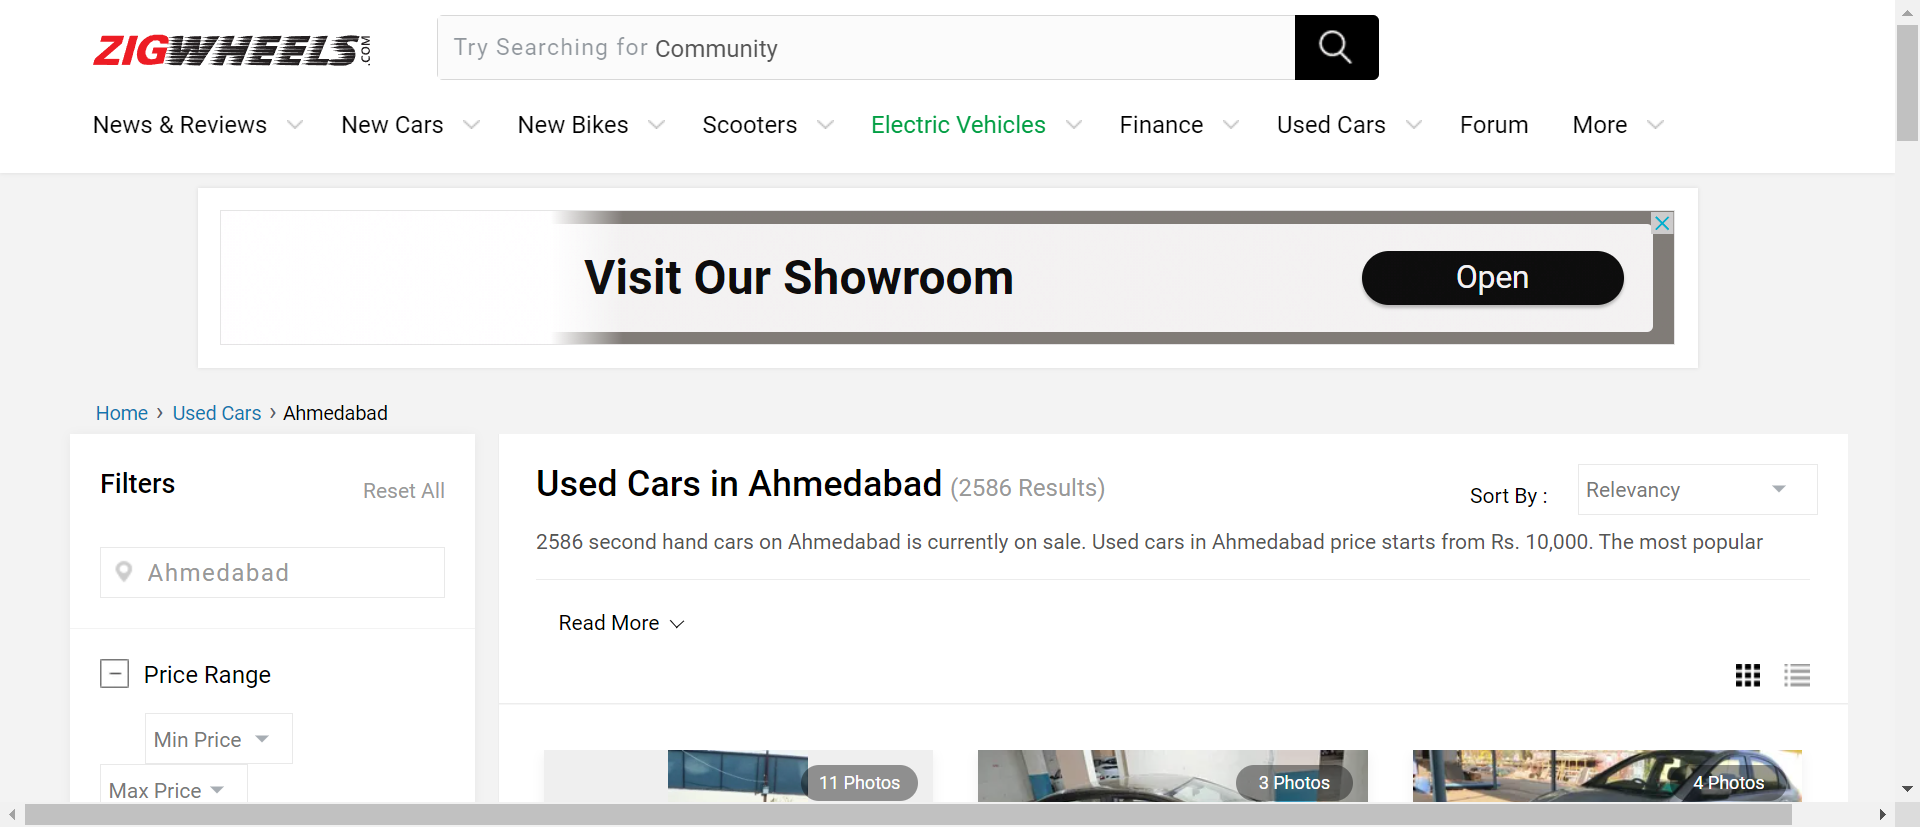 ZIGWHEELS.COM
Try Searching for Community
News & Reviews New Cars New Bikes Scooters Electric Vehicles Finance Used Cars Forum More
Visit Our Showroom
Open
Home › Used Cars › Ahmedabad
Filters
Reset All
Ahmedabad
Price Range
Min Price
Max Price
Used Cars in Ahmedabad (2586 Results)
Sort By :
Relevancy
2586 second hand cars on Ahmedabad is currently on sale. Used cars in Ahmedabad price starts from Rs. 10,000. The most popular
Read More
11 Photos
3 Photos
4 Photos